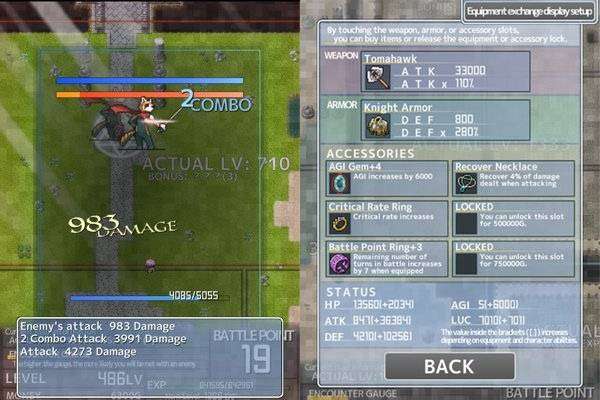 2COMBO
ACTUAL LV: 710
BONUS: ? ? ? (3)
983 DAMAGE
4085/5055
Enemy's attack 983 Damage
2 Combo Attack 3991 Damage
Attack 4273 Damage
BATTLE POINT
19
LEVEL 486LV EXP
Equipment exchange display setup
By touching the weapon, armor, or accessory slots,
you can buy items or release the equipment or accessory lock.
WEAPON
Tomahawk
ATK 33000
ATK x 110%
ARMOR
Knight Armor
DEF 800
DEF x 280%
ACCESSORIES
AGI Gem+4
AGI increases by 6000
Recover Necklace
Recover 4% of damage
dealt when attacking
Critical Rate Ring
Critical rate increases
LOCKED
You can unlock this slot
for 500000G.
Battle Point Ring+3
Remaining number of
turns in battle increases
by 7 when equipped
LOCKED
You can unlock this slot
for 750000G.
STATUS
HP 13560(+2034) AGI 5(+6000)
ATK 847(+36384) LUC 7010(+701)
DEF 4210(+10256)
The value inside the brackets ( [ ] ) increases
depending on equipment and character abilities.
BACK
ENCOUNTER GAUGE
BATTLE POINT